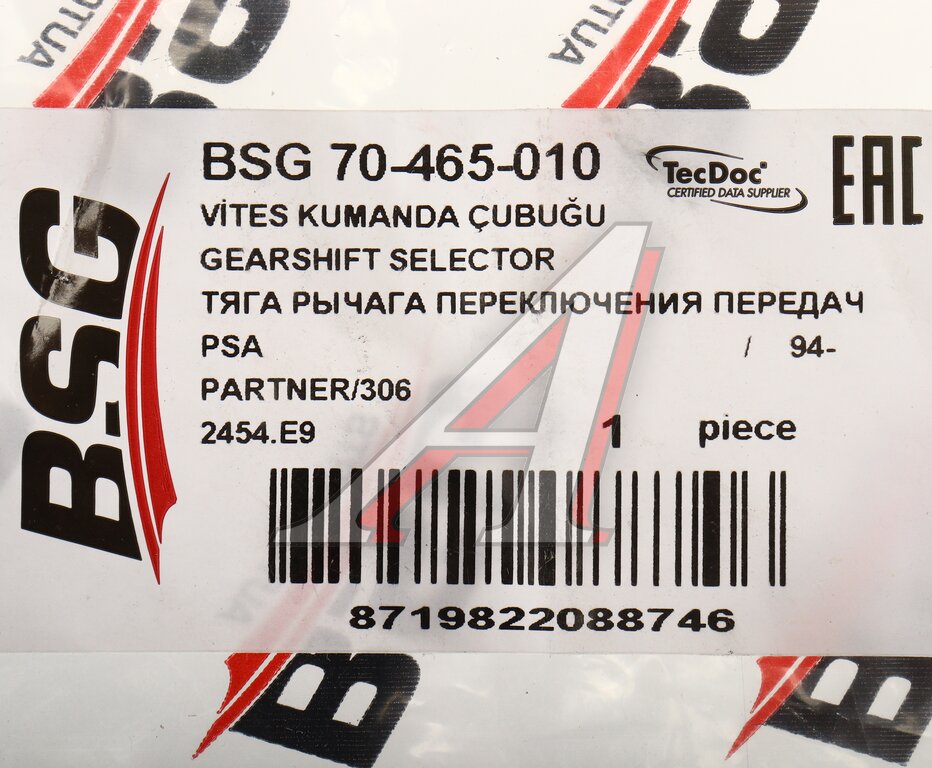 BSG
BSG 70-465-010
TecDoc
CERTIFIED DATA SUPPLIER
EAC
VİTES KUMANDA ÇUBUĞU
GEARSHIFT SELECTOR
ТЯГА РЫЧАГА ПЕРЕКЛЮЧЕНИЯ ПЕРЕДАЧ
PSA / 94-
PARTNER/306
2454.E9 1 piece
8719822088746